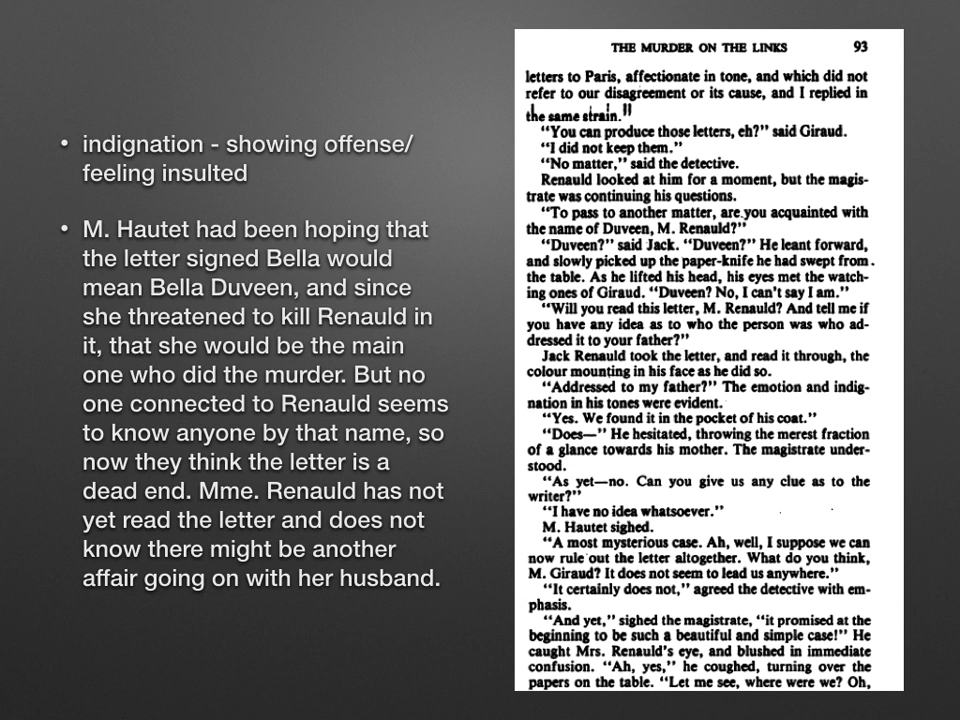 • indignation - showing offense/
feeling insulted
• M. Hautet had been hoping that
the letter signed Bella would
mean Bella Duveen, and since
she threatened to kill Renauld in
it, that she would be the main
one who did the murder. But no
one connected to Renauld seems
to know anyone by that name, so
now they think the letter is a
dead end. Mme. Renauld has not
yet read the letter and does not
know there might be another
affair going on with her husband.
THE MURDER ON THE LINKS 93
letters to Paris, affectionate in tone, and which did not
refer to our disagreement or its cause, and I replied in
the same strain."
"You can produce those letters, eh?" said Giraud.
"I did not keep them."
"No matter," said the detective.
Renauld looked at him for a moment, but the magis-
trate was continuing his questions.
"To pass to another matter, are you acquainted with
the name of Duveen, M. Renauld?"
"Duveen?" said Jack. "Duveen?" He leant forward,
and slowly picked up the paper-knife he had swept from
the table. As he lifted his head, his eyes met the watch-
ing ones of Giraud. "Duveen? No, I can't say I am."
"Will you read this letter, M. Renauld? And tell me if
you have any idea as to who the person was who ad-
dressed it to your father?"
Jack Renauld took the letter, and read it through, the
colour mounting in his face as he did so.
"Addressed to my father?" The emotion and indig-
nation in his tones were evident.
"Yes. We found it in the pocket of his coat."
"Does—" He hesitated, throwing the merest fraction
of a glance towards his mother. The magistrate under-
stood.
"As yet—no. Can you give us any clue as to the
writer?"
"I have no idea whatsoever."
M. Hautet sighed.
"A most mysterious case. Ah, well, I suppose we can
now rule out the letter altogether. What do you think,
M. Giraud? It does not seem to lead us anywhere."
"It certainly does not," agreed the detective with em-
phasis.
"And yet," sighed the magistrate, "it promised at the
beginning to be such a beautiful and simple case!" He
caught Mrs. Renauld's eye, and blushed in immediate
confusion. "Ah, yes," he coughed, turning over the
papers on the table. "Let me see, where were we? Oh,